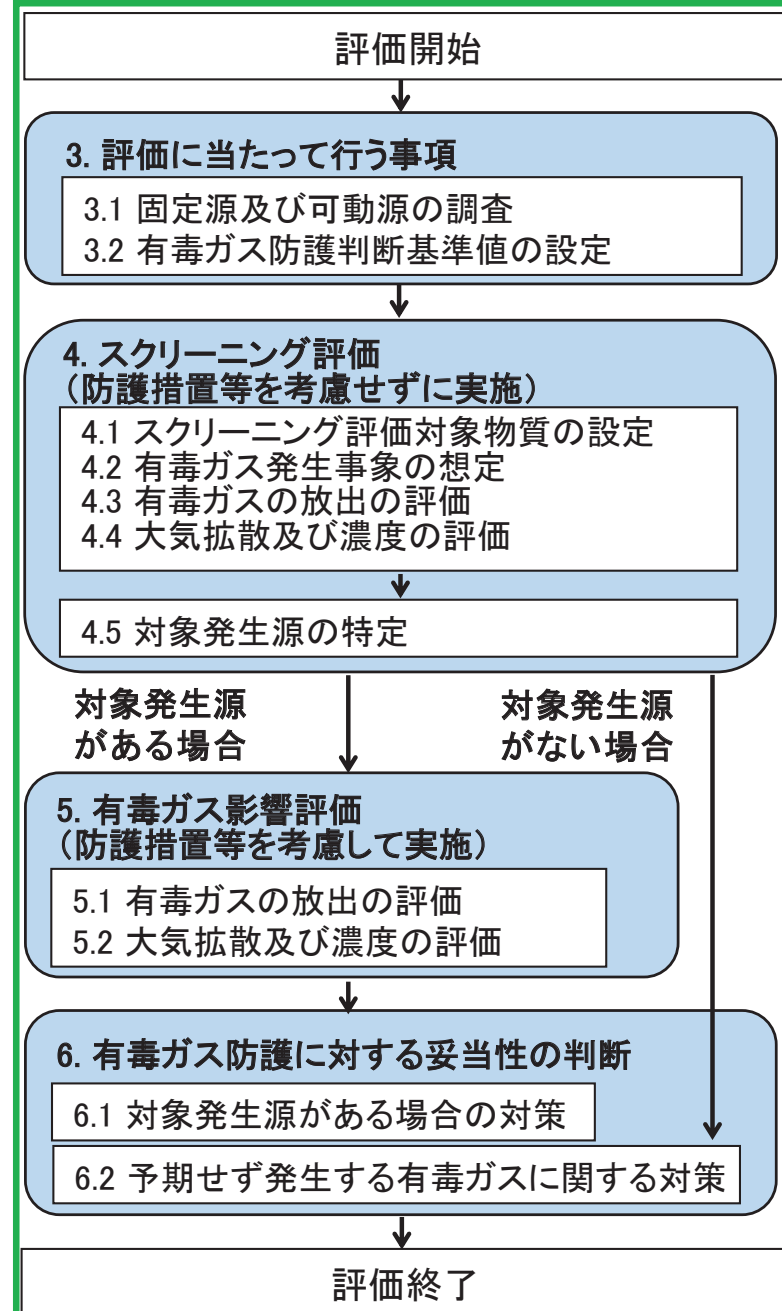 評価開始
3. 評価に当たって行う事項
3.1 固定源及び可動源の調査
3.2 有毒ガス防護判断基準値の設定
4. スクリーニング評価
（防護措置等を考慮せずに実施）
4.1 スクリーニング評価対象物質の設定
4.2 有毒ガス発生事象の想定
4.3 有毒ガスの放出の評価
4.4 大気拡散及び濃度の評価
4.5 対象発生源の特定
対象発生源
がある場合
対象発生源
がない場合
5. 有毒ガス影響評価
（防護措置等を考慮して実施）
5.1 有毒ガスの放出の評価
5.2 大気拡散及び濃度の評価
6. 有毒ガス防護に対する妥当性の判断
6.1 対象発生源がある場合の対策
6.2 予期せず発生する有毒ガスに関する対策
評価終了